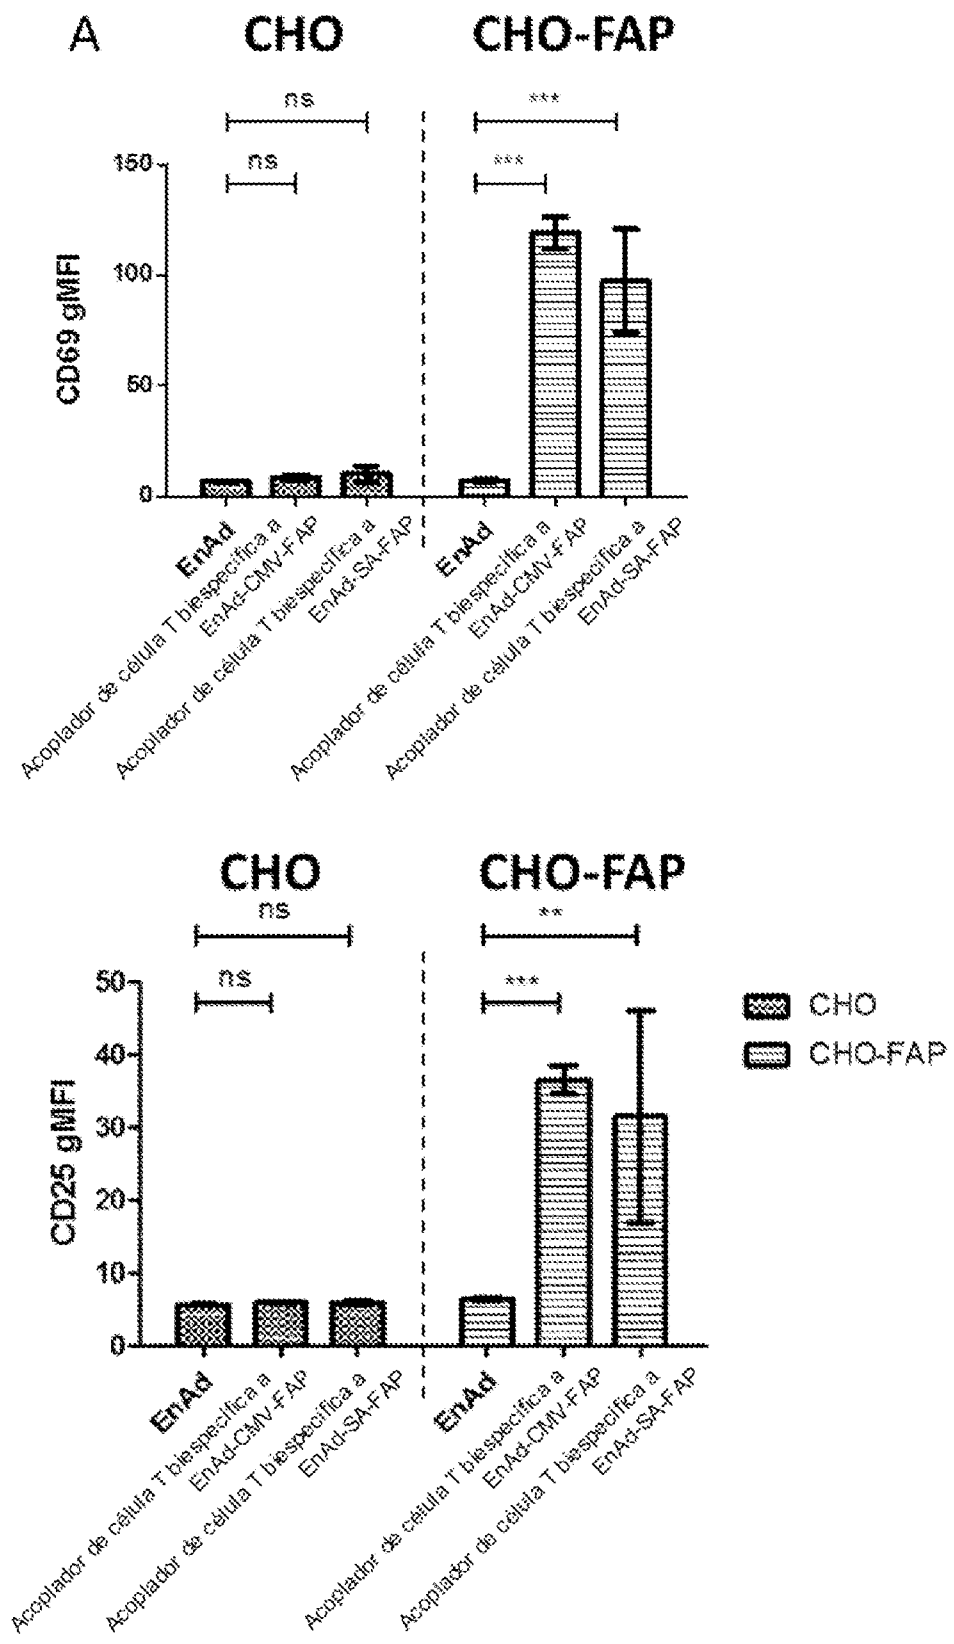 A
CHO
CHO-FAP
ns
***
ns
***
CD69 gMFI
150
100
50
0
EnAd
Acoplador de célula T biespecífica a
EnAd-CMV-FAP
Acoplador de célula T biespecífica a
EnAd-SA-FAP
EnAd
Acoplador de célula T biespecífica a
EnAd-CMV-FAP
Acoplador de célula T biespecífica a
EnAd-SA-FAP
CHO
CHO-FAP
ns
**
ns
***
CD25 gMFI
50
40
30
20
10
0
CHO
CHO-FAP
EnAd
Acoplador de célula T biespecífica a
EnAd-CMV-FAP
Acoplador de célula T biespecífica a
EnAd-SA-FAP
EnAd
Acoplador de célula T biespecífica a
EnAd-CMV-FAP
Acoplador de célula T biespecífica a
EnAd-SA-FAP